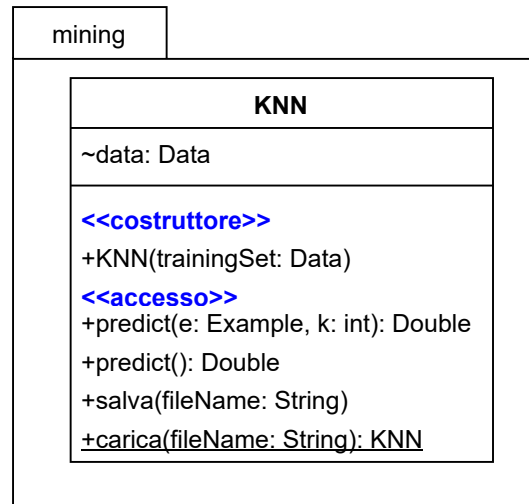 mining
KNN
~data: Data
<<costruttore>>
+KNN(trainingSet: Data)
<<accesso>>
+predict(e: Example, k: int): Double
+predict(): Double
+salva(fileName: String)
+carica(fileName: String): KNN